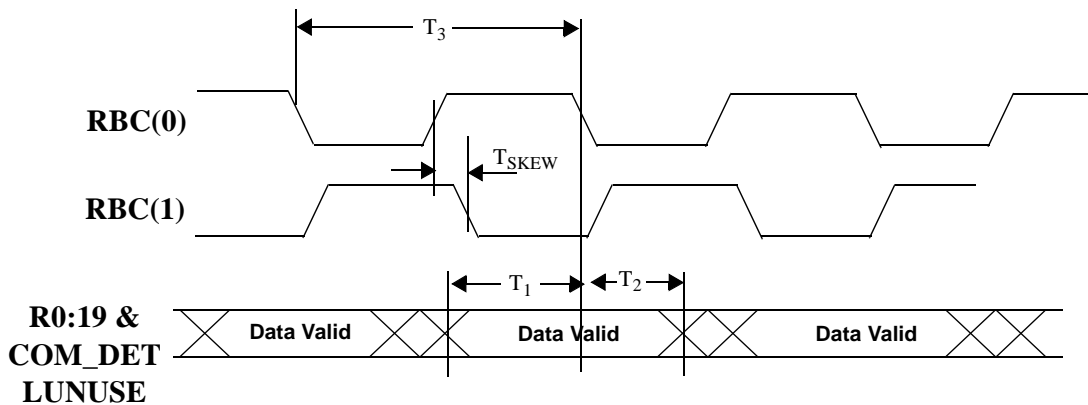 T3
RBC(0)
TSKEW
RBC(1)
T1
T2
R0:19 &
COM_DET
LUNUSE
Data Valid
Data Valid
Data Valid